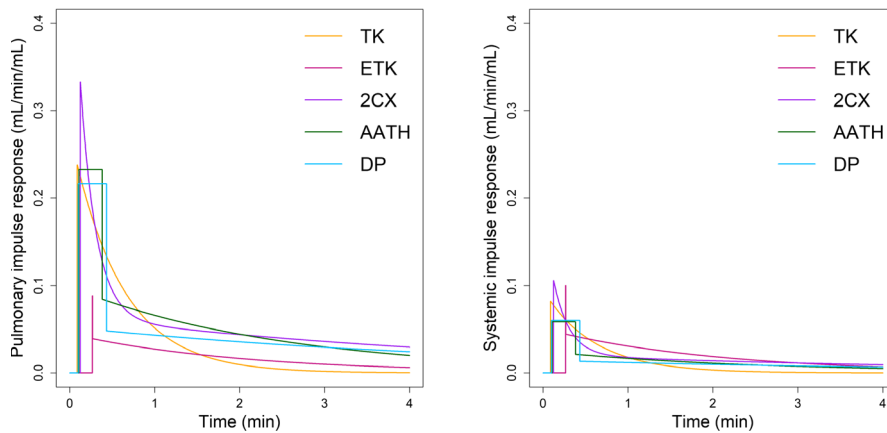 Pulmonary impulse response (mL/min/mL)
0.4
0.3
0.2
0.1
0.0
TK
ETK
2CX
AATH
DP
0 1 2 3 4
Time (min)
Systemic impulse response (mL/min/mL)
0.4
0.3
0.2
0.1
0.0
TK
ETK
2CX
AATH
DP
0 1 2 3 4
Time (min)